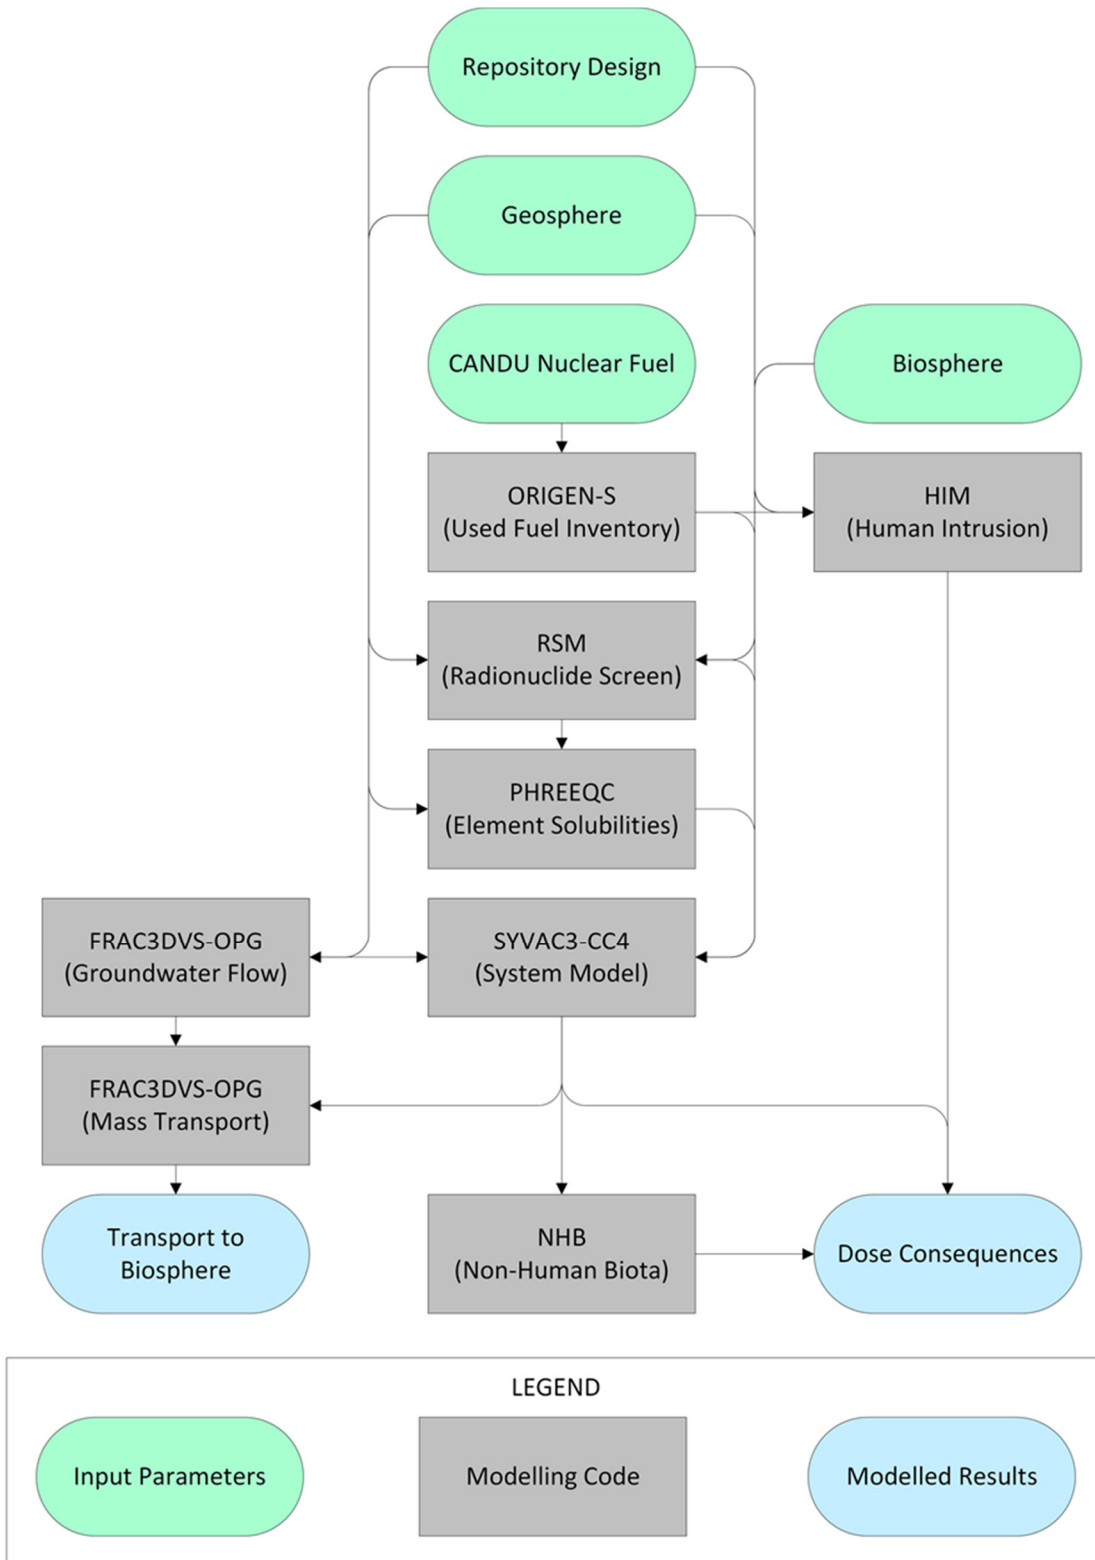 Repository Design
Geosphere
CANDU Nuclear Fuel
Biosphere
ORIGEN-S
(Used Fuel Inventory)
HIM
(Human Intrusion)
RSM
(Radionuclide Screen)
PHREEQC
(Element Solubilities)
FRAC3DVS-OPG
(Groundwater Flow)
SYVAC3-CC4
(System Model)
FRAC3DVS-OPG
(Mass Transport)
Transport to
Biosphere
NHB
(Non-Human Biota)
Dose Consequences
LEGEND
Input Parameters
Modelling Code
Modelled Results